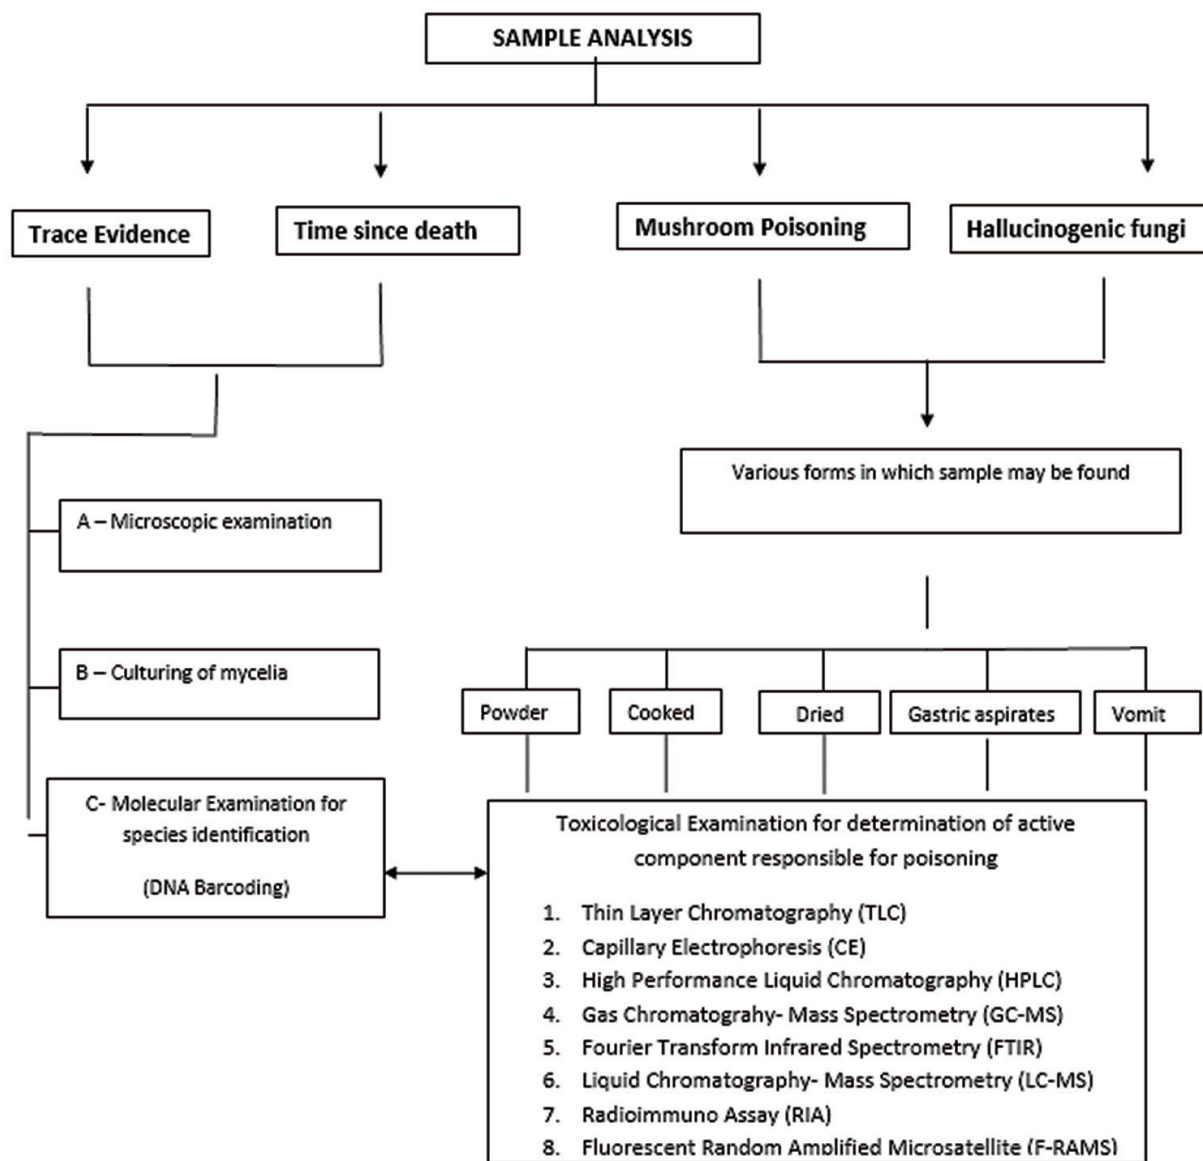 SAMPLE ANALYSIS
Trace Evidence
Time since death
Mushroom Poisoning
Hallucinogenic fungi
Various forms in which sample may be found
A – Microscopic examination
B – Culturing of mycelia
Powder
Cooked
Dried
Gastric aspirates
Vomit
C- Molecular Examination for
species identification
(DNA Barcoding)
Toxicological Examination for determination of active
component responsible for poisoning
1. Thin Layer Chromatography (TLC)
2. Capillary Electrophoresis (CE)
3. High Performance Liquid Chromatography (HPLC)
4. Gas Chromatograhy- Mass Spectrometry (GC-MS)
5. Fourier Transform Infrared Spectrometry (FTIR)
6. Liquid Chromatography- Mass Spectrometry (LC-MS)
7. Radioimmuno Assay (RIA)
8. Fluorescent Random Amplified Microsatellite (F-RAMS)